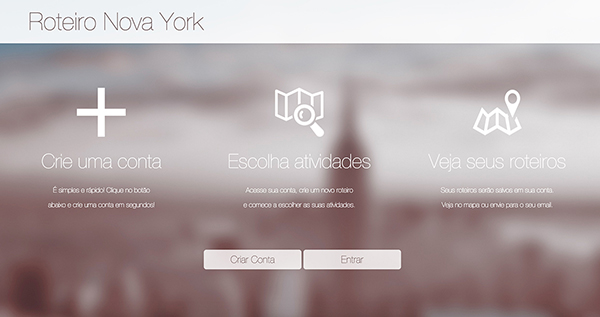 Roteiro Nova York
Crie uma conta
É simples e rápido! Clique no botão
abaixo e crie uma conta em segundos!
Escolha atividades
Acesse sua conta, crie um novo roteiro
e comece a escolher as suas atividades.
Veja seus roteiros
Seus roteiros serão salvos em sua conta.
Veja no mapa ou envie para o seu email.
Criar Conta
Entrar